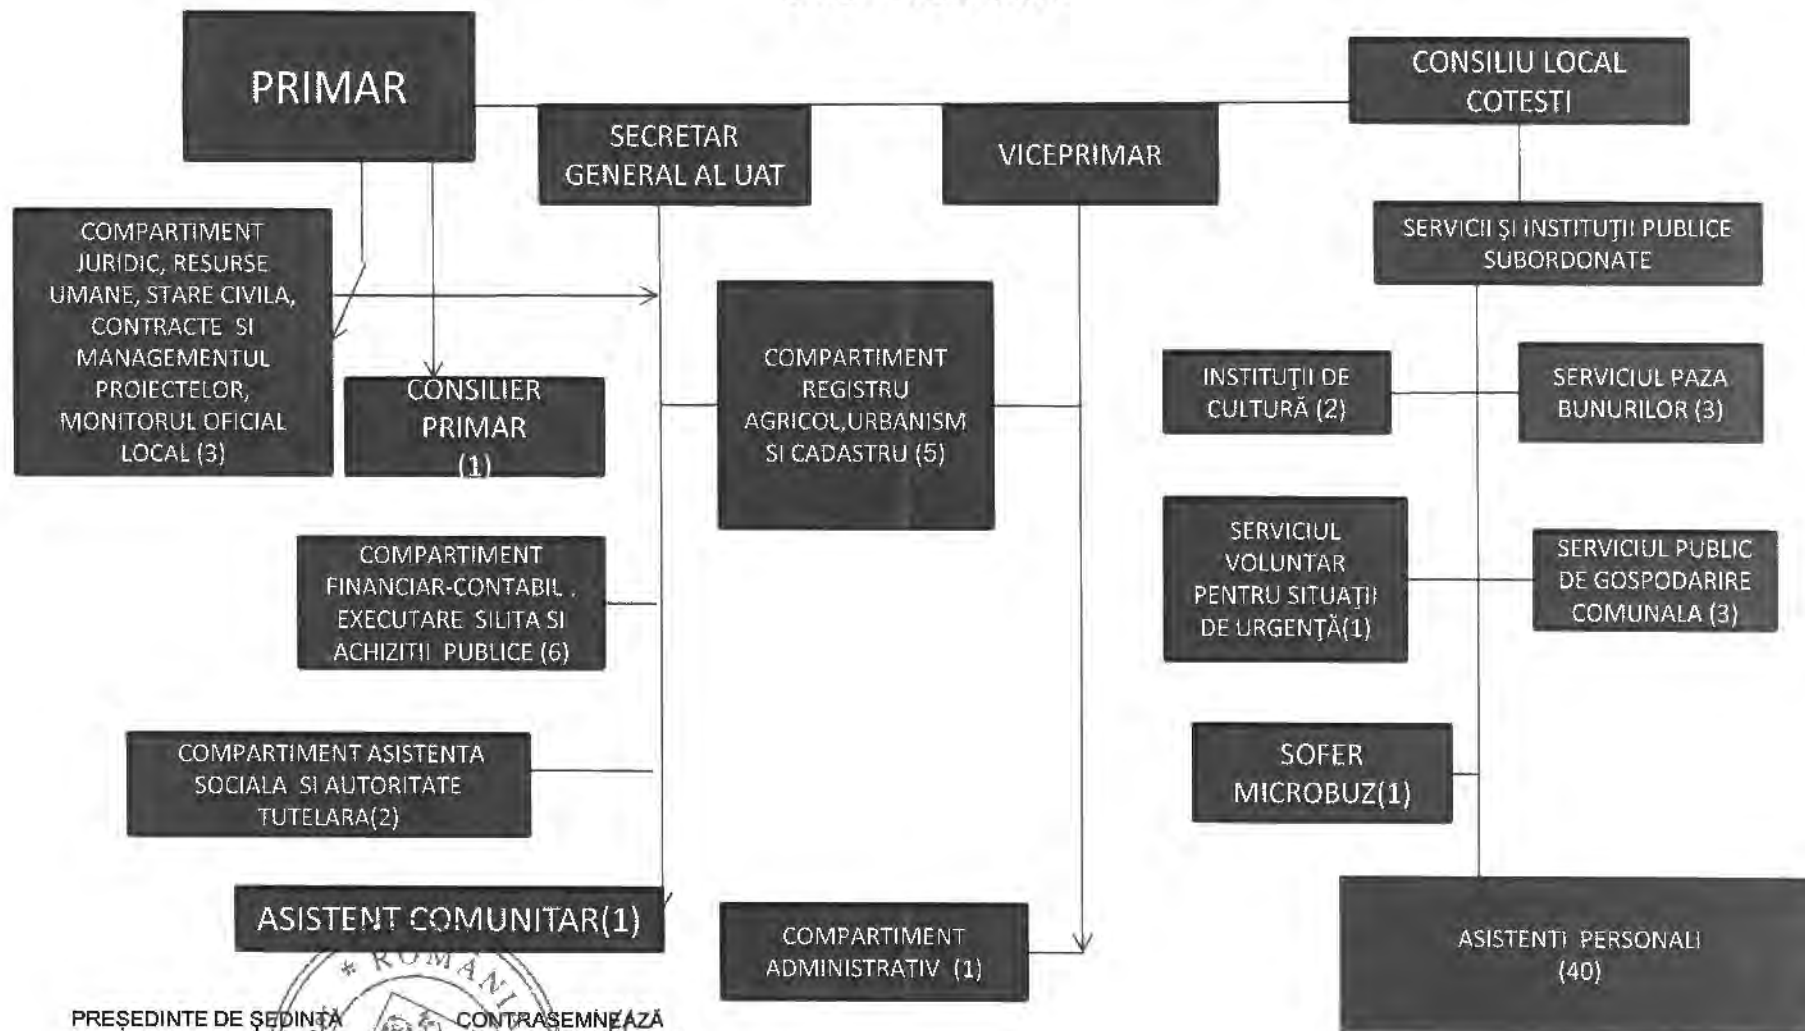 PRIMAR
CONSILIU LOCAL
COTESTI
SECRETAR
GENERAL AL UAT
VICEPRIMAR
COMPARTIMENT
JURIDIC, RESURSE
UMANE, STARE CIVILA,
CONTRACTE SI
MANAGEMENTUL
PROIECTELOR,
MONITORUL OFICIAL
LOCAL (3)
SERVICII ŞI INSTITUŢII PUBLICE
SUBORDONATE
CONSILIER
PRIMAR
(1)
COMPARTIMENT
REGISTRU
AGRICOL,URBANISM
SI CADASTRU (5)
INSTITUŢII DE
CULTURĂ (2)
SERVICIUL PAZA
BUNURILOR (3)
COMPARTIMENT
FINANCIAR-CONTABIL ,
EXECUTARE SILITA SI
ACHIZITII PUBLICE (6)
SERVICIUL
VOLUNTAR
PENTRU SITUAŢII
DE URGENŢĂ(1)
SERVICIUL PUBLIC
DE GOSPODARIRE
COMUNALA (3)
COMPARTIMENT ASISTENTA
SOCIALA SI AUTORITATE
TUTELARA(2)
SOFER
MICROBUZ(1)
ASISTENT COMUNITAR(1)
COMPARTIMENT
ADMINISTRATIV (1)
ASISTENTI PERSONALI
(40)
* ROMÂNI
PREŞEDINTE DE ŞEDINŢĂ
CONTRASEMNEAZĂ